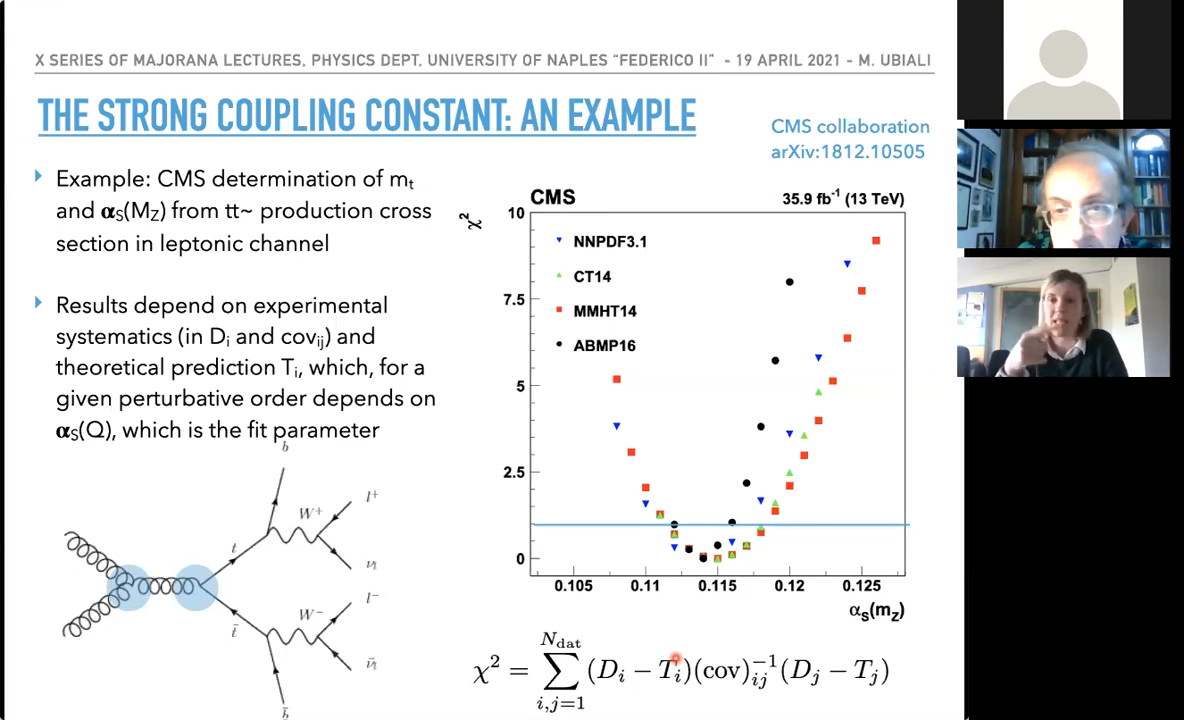 X SERIES OF MAJORANA LECTURES, PHYSICS DEPT, UNIVERSITY OF NAPLES "FEDERICO II" - 19 APRIL 2021 - M. UBIALI
THE STRONG COUPLING CONSTANT: AN EXAMPLE
CMS collaboration
arXiv:1812.10505
Example: CMS determination of mt
and αS(MZ) from tt~ production cross
section in leptonic channel
Results depend on experimental
systematics (in Di and covij) and
theoretical prediction Ti, which, for a
given perturbative order depends on
αS(Q), which is the fit parameter
CMS
35.9 fb⁻¹ (13 TeV)
χ²
10
7.5
5
2.5
0
NNPDF3.1
CT14
MMHT14
ABMP16
0.105 0.11 0.115 0.12 0.125
αS(mZ)
b
l⁺
W⁺
t
νl
l⁻
W⁻
t̄
ν̄l
b̄
χ² = ∑_{i,j=1}^{Ndat} (Di − Ti)(cov)⁻¹ij(Dj − Tj)